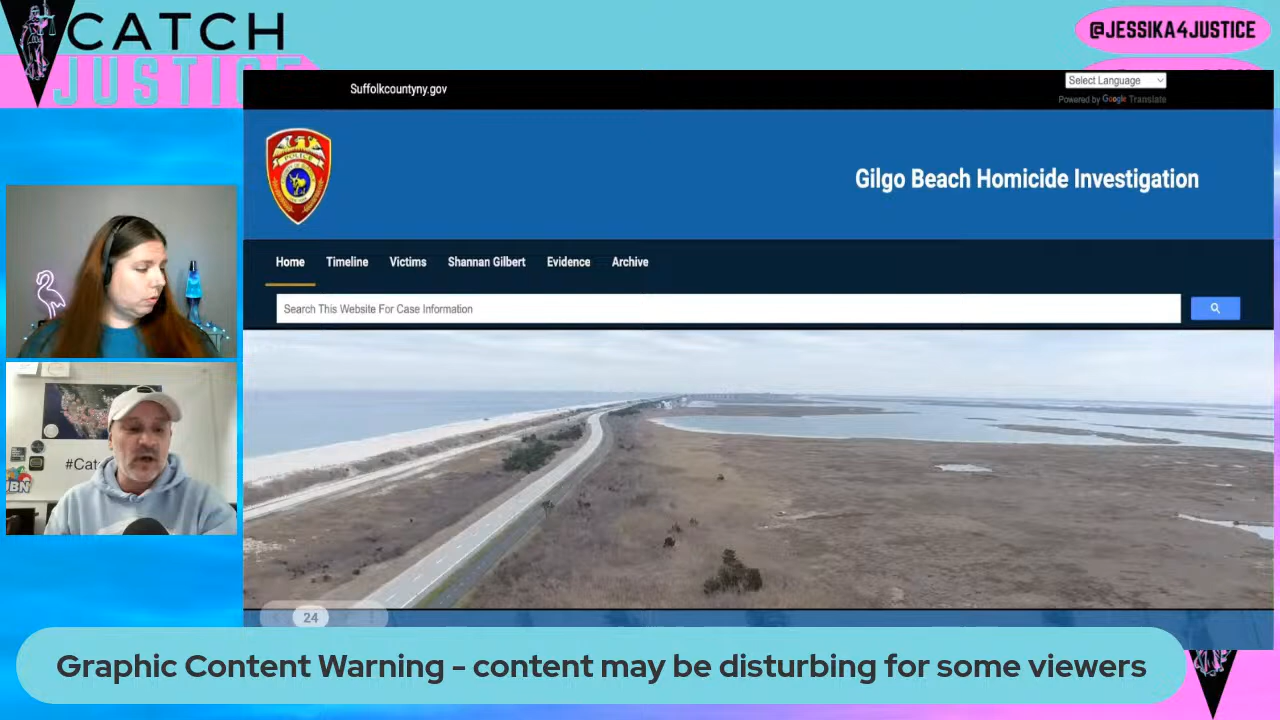 CATCH
JUSTICE
@JESSIKA4JUSTICE
Suffolkcountyny.gov
Select Language
Powered by Google Translate
Gilgo Beach Homicide Investigation
Home Timeline Victims Shannan Gilbert Evidence Archive
Search This Website For Case Information
#Cat
24
Graphic Content Warning - content may be disturbing for some viewers